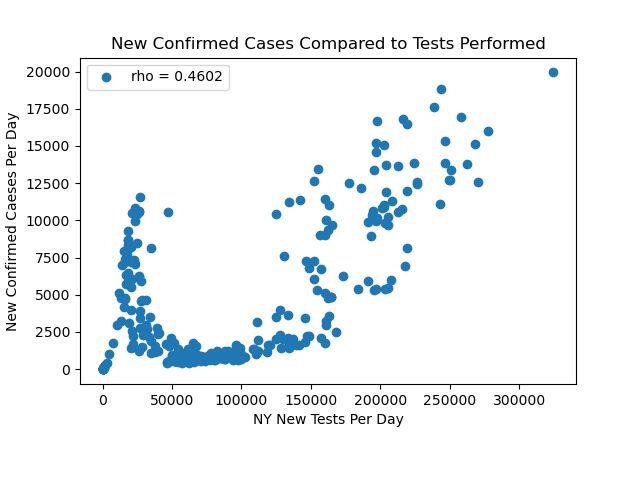 New Confirmed Cases Compared to Tests Performed
rho = 0.4602
20000
17500
15000
12500
10000
7500
5000
2500
0
New Confirmed Caeses Per Day
0 50000 100000 150000 200000 250000 300000
NY New Tests Per Day